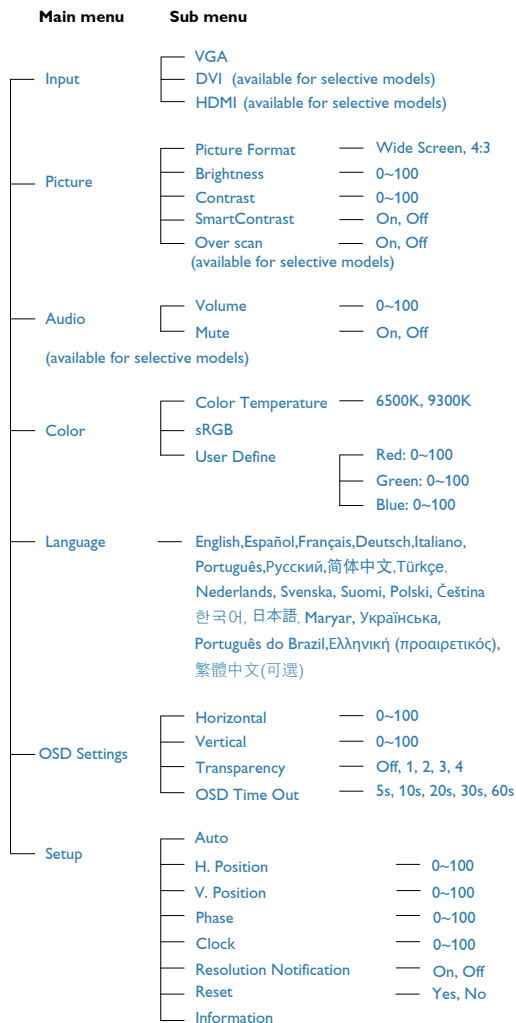 Main menu Sub menu
VGA
Input DVI (available for selective models)
HDMI (available for selective models)
Picture Format Wide Screen, 4:3
Brightness 0~100
Picture
Contrast 0~100
SmartContrast On, Off
Over scan On, Off
(available for selective models)
Volume 0~100
Audio
Mute On, Off
(available for selective models)
Color Temperature 6500K, 9300K
Color sRGB
User Define Red: 0~100
Green: 0~100
Blue: 0~100
Language English,Español,Français,Deutsch,Italiano,
Português,Русский,简体中文,Türkçe,
Nederlands, Svenska, Suomi, Polski, Čeština
한국어, 日本語, Maryar, Українська,
Português do Brazil,Ελληνική (προαιρετικός),
繁體中文(可選)
Horizontal 0~100
Vertical 0~100
OSD Settings
Transparency Off, 1, 2, 3, 4
OSD Time Out 5s, 10s, 20s, 30s, 60s
Auto
Setup
H. Position 0~100
V. Position 0~100
Phase 0~100
Clock 0~100
Resolution Notification On, Off
Reset Yes, No
Information